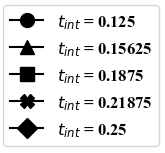 t_int = 0.125
t_int = 0.15625
t_int = 0.1875
t_int = 0.21875
t_int = 0.25